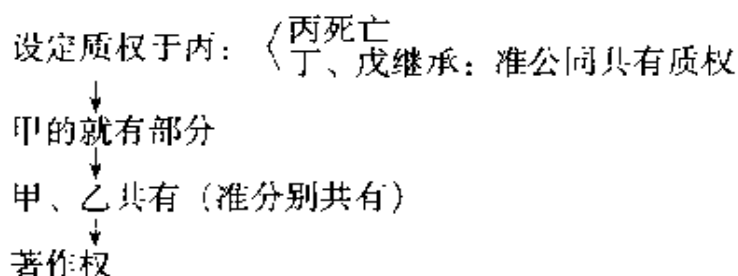 设定质权于丙：〈丙死亡
丁、戊继承：准公同共有质权
↓
甲的就有部分
↓
甲、乙共有（准分别共有）
↓
著作权